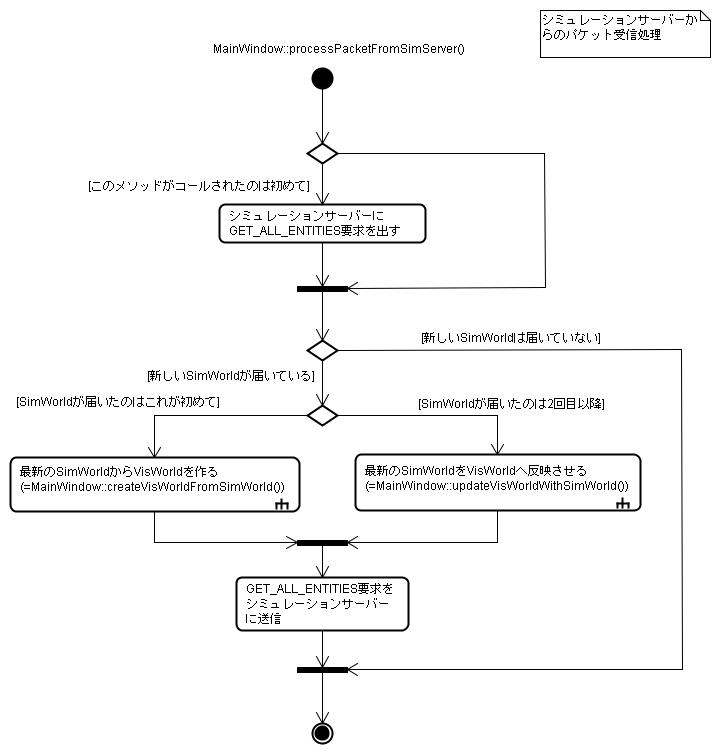 シミュレーションサーバーか
らのパケット受信処理
MainWindow::processPacketFromSimServer()
[このメソッドがコールされたのは初めて]
シミュレーションサーバーに
GET_ALL_ENTITIES要求を出す
[新しいSimWorldは届いていない]
[新しいSimWorldが届いている]
[SimWorldが届いたのはこれが初めて]
[SimWorldが届いたのは2回目以降]
最新のSimWorldからVisWorldを作る
(=MainWindow::createVisWorldFromSimWorld())
最新のSimWorldをVisWorldへ反映させる
(=MainWindow::updateVisWorldWithSimWorld())
GET_ALL_ENTITIES要求を
シミュレーションサーバー
に送信